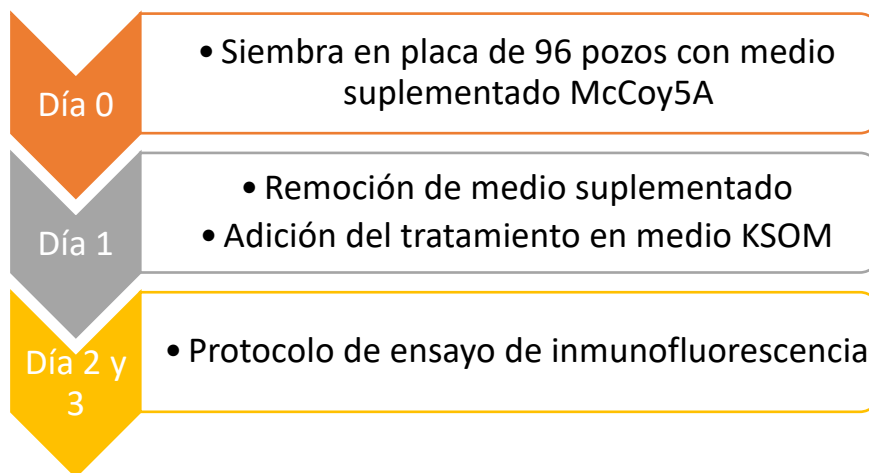 Día 0
• Siembra en placa de 96 pozos con medio
suplementado McCoy5A
Día 1
• Remoción de medio suplementado
• Adición del tratamiento en medio KSOM
Día 2 y
3
• Protocolo de ensayo de inmunofluorescencia